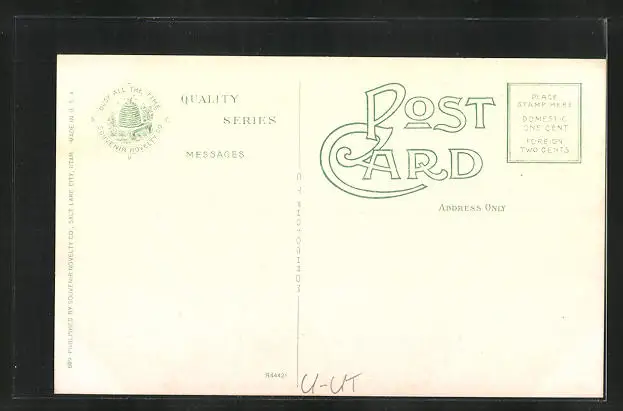 BUSY ALL THE TIME
SOUVENIR NOVELTY CO
QUALITY
SERIES
MESSAGES
PUBLISHED BY SOUVENIR NOVELTY CO., SALT LAKE CITY, UTAH. MADE IN U.S.A
POST
CARD
ADDRESS ONLY
PLACE
STAMP HERE
DOMESTIC
ONE CENT
FOREIGN
TWO CENTS
R44421
U-UT